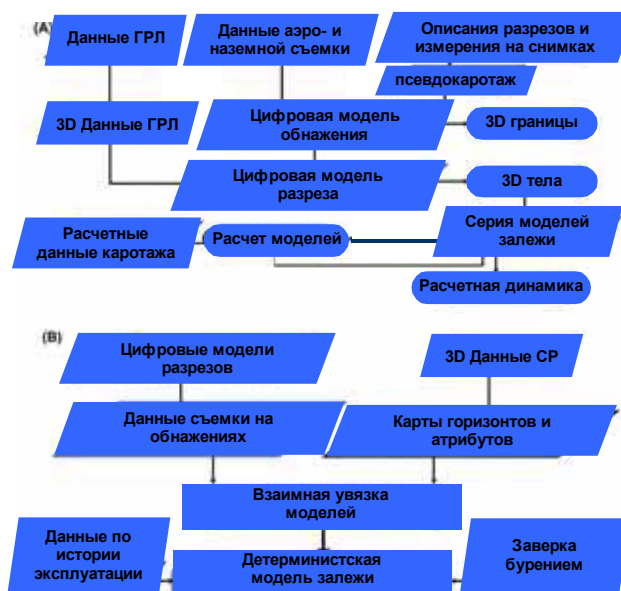 (A)
Данные ГРЛ
Данные аэро- и
наземной съемки
Описания разрезов и
измерения на снимках
псевдокаротаж
3D Данные ГРЛ
Цифровая модель
обнажения
3D границы
Цифровая модель
разреза
3D тела
Расчетные
данные каротажа
Расчет моделей
Серия моделей
залежи
Расчетная динамика
(B)
Цифровые модели
разрезов
3D Данные СР
Данные съемки на
обнажениях
Карты горизонтов и
атрибутов
Взаимная увязка
моделей
Данные по
истории
эксплуатации
Детерминистская
модель залежи
Заверка
бурением